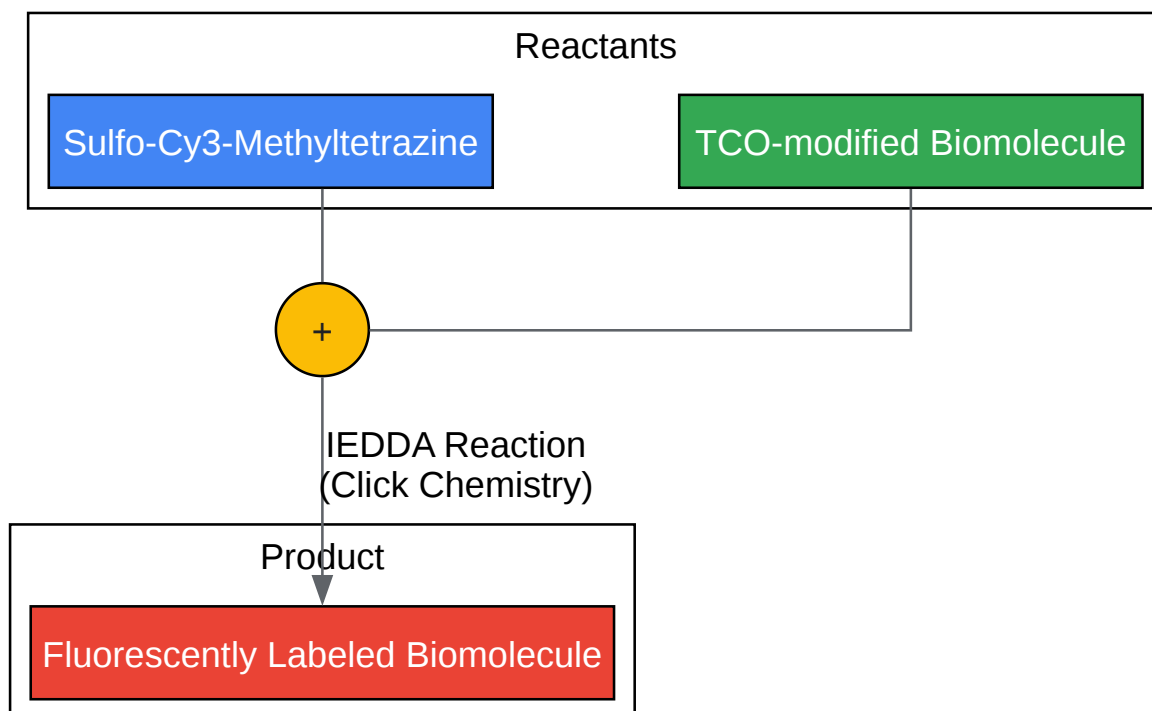 Reactants
Sulfo-Cy3-Methyltetrazine
TCO-modified Biomolecule
+
IEDDA Reaction
(Click Chemistry)
Product
Fluorescently Labeled Biomolecule